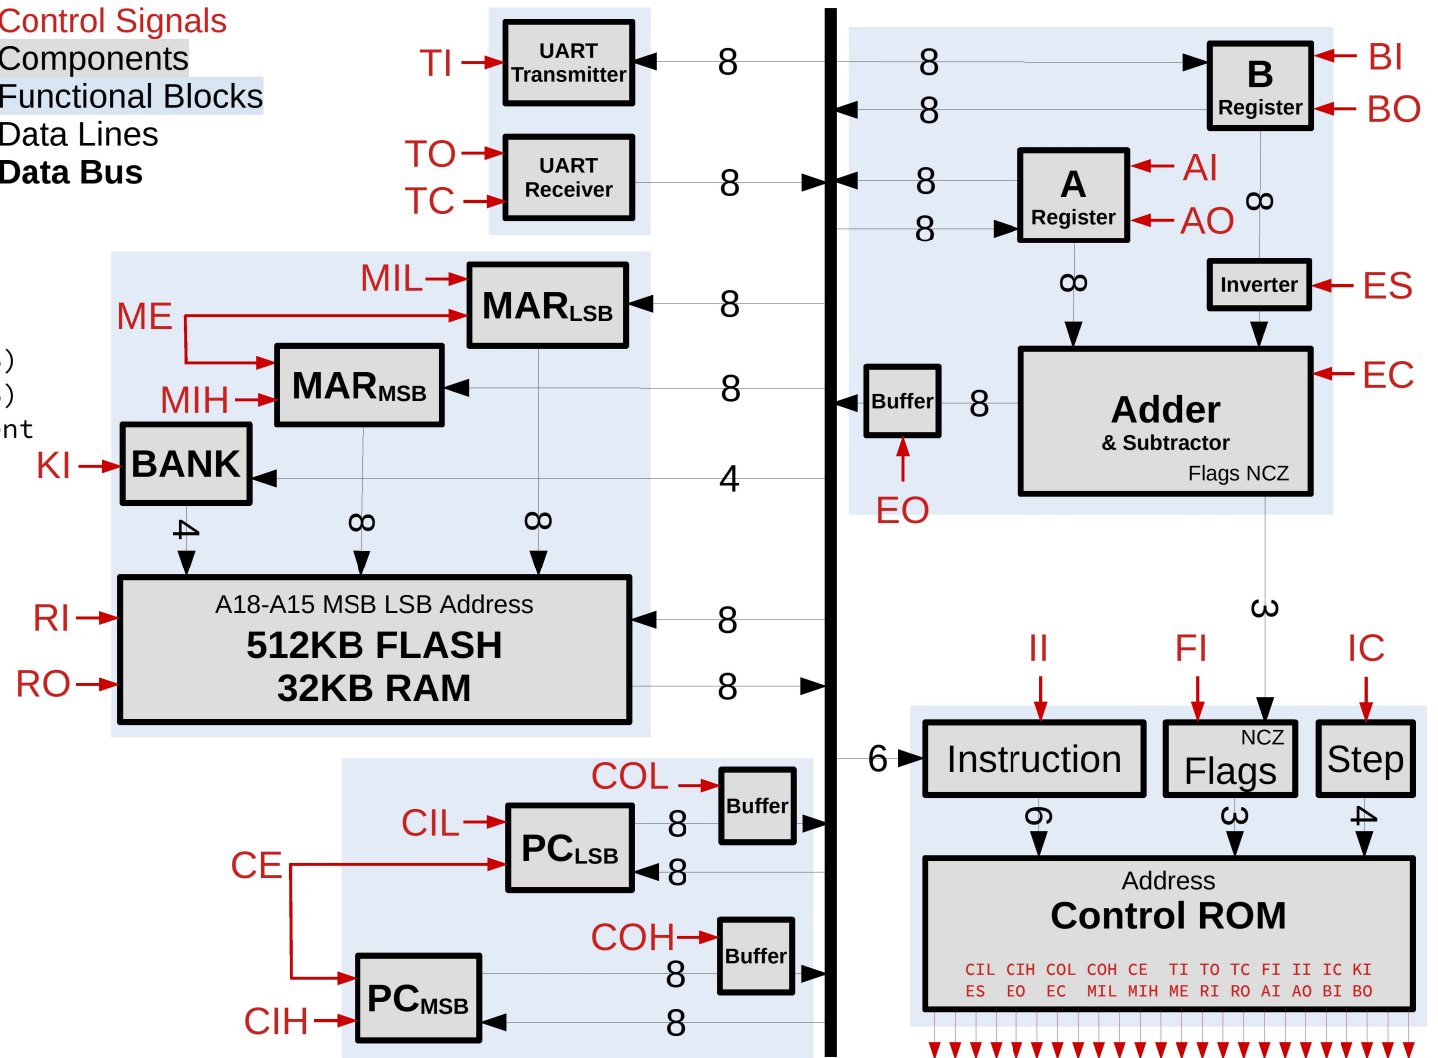 Control Signals
Components
Functional Blocks
Data Lines
Data Bus
TI
UART
Transmitter
8
8
B
Register
BI
BO
8
TO
TC
UART
Receiver
8
8
A
Register
AI
AO
8
8
8
Inverter
ES
MIL
MAR LSB
8
ME
MAR MSB
8
MIH
KI
BANK
4
4
8
8
Buffer
8
EO
Adder
& Subtractor
Flags NCZ
EC
s)
s)
ent
RI
RO
A18-A15 MSB LSB Address
512KB FLASH
32KB RAM
8
8
3
II
FI
IC
6
Instruction
NCZ
Flags
Step
6
3
4
COL
Buffer
CIL
PC LSB
8
8
CE
COH
Buffer
PC MSB
8
8
CIH
Address
Control ROM
CIL CIH COL COH CE TI TO TC FI II IC KI
ES EO EC MIL MIH ME RI RO AI AO BI BO